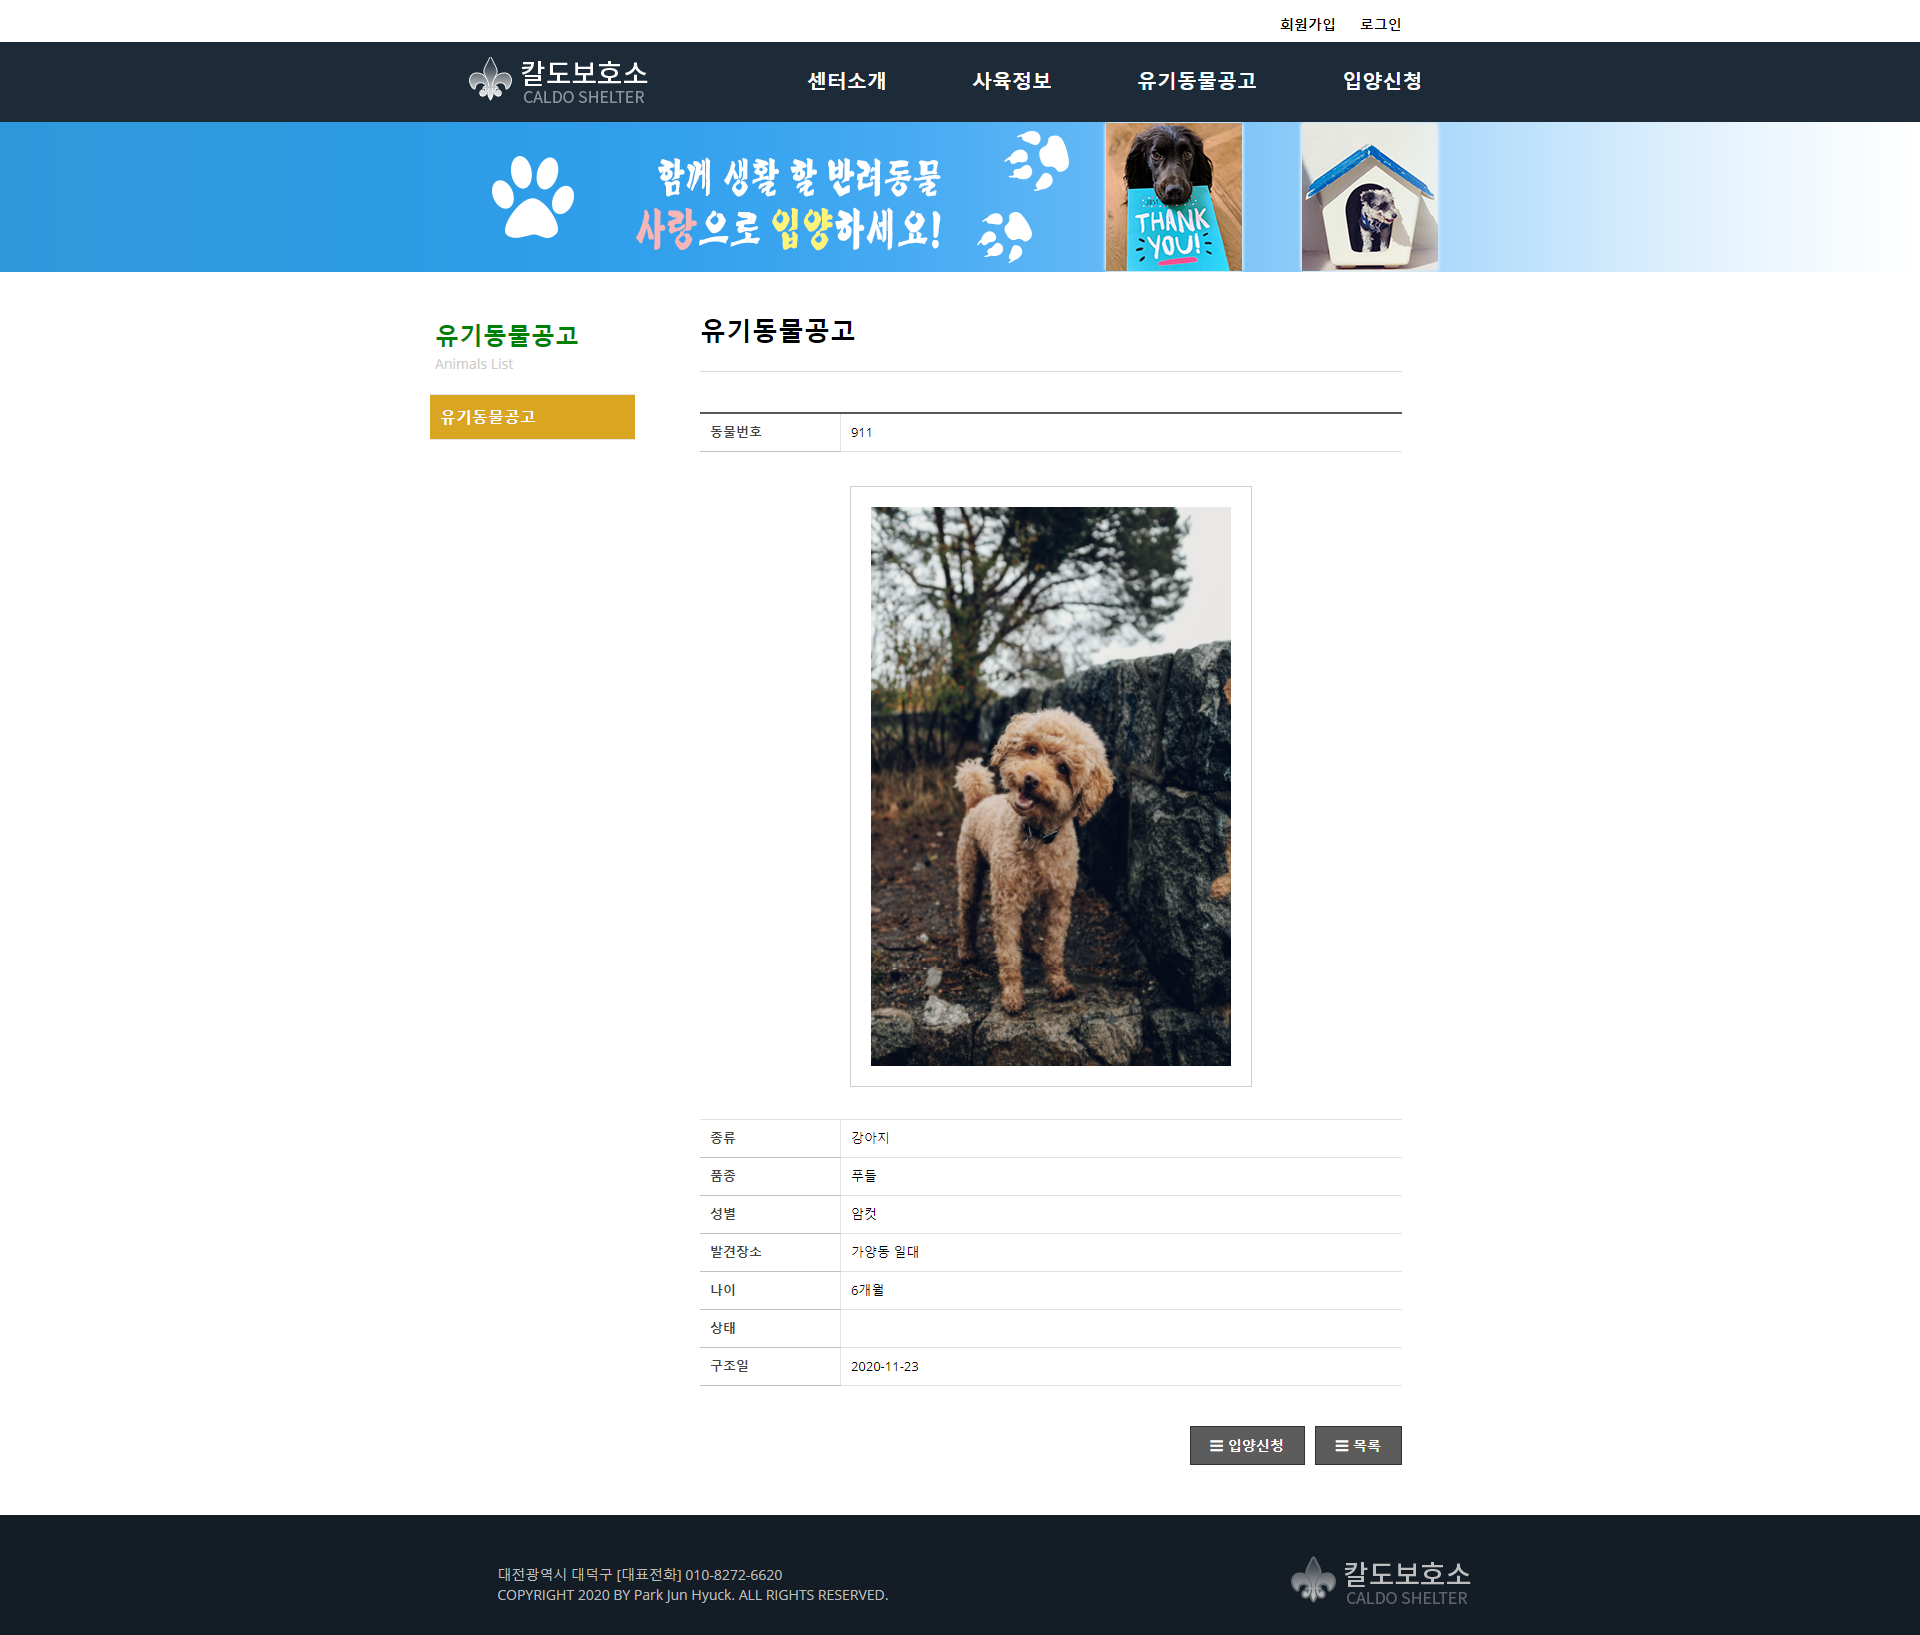 회원가입 로그인
칼도보호소
CALDO SHELTER
센터소개 사육정보 유기동물공고 입양신청
함께 생활 할 반려동물
사랑으로 입양하세요!
THANK
YOU!
유기동물공고
Animals List
유기동물공고
유기동물공고
동물번호 911
종류 강아지
품종 푸들
성별 암컷
발견장소 가양동 일대
나이 6개월
상태
구조일 2020-11-23
☰ 입양신청 ☰ 목록
대전광역시 대덕구 [대표전화] 010-8272-6620
COPYRIGHT 2020 BY Park Jun Hyuck. ALL RIGHTS RESERVED.
칼도보호소
CALDO SHELTER